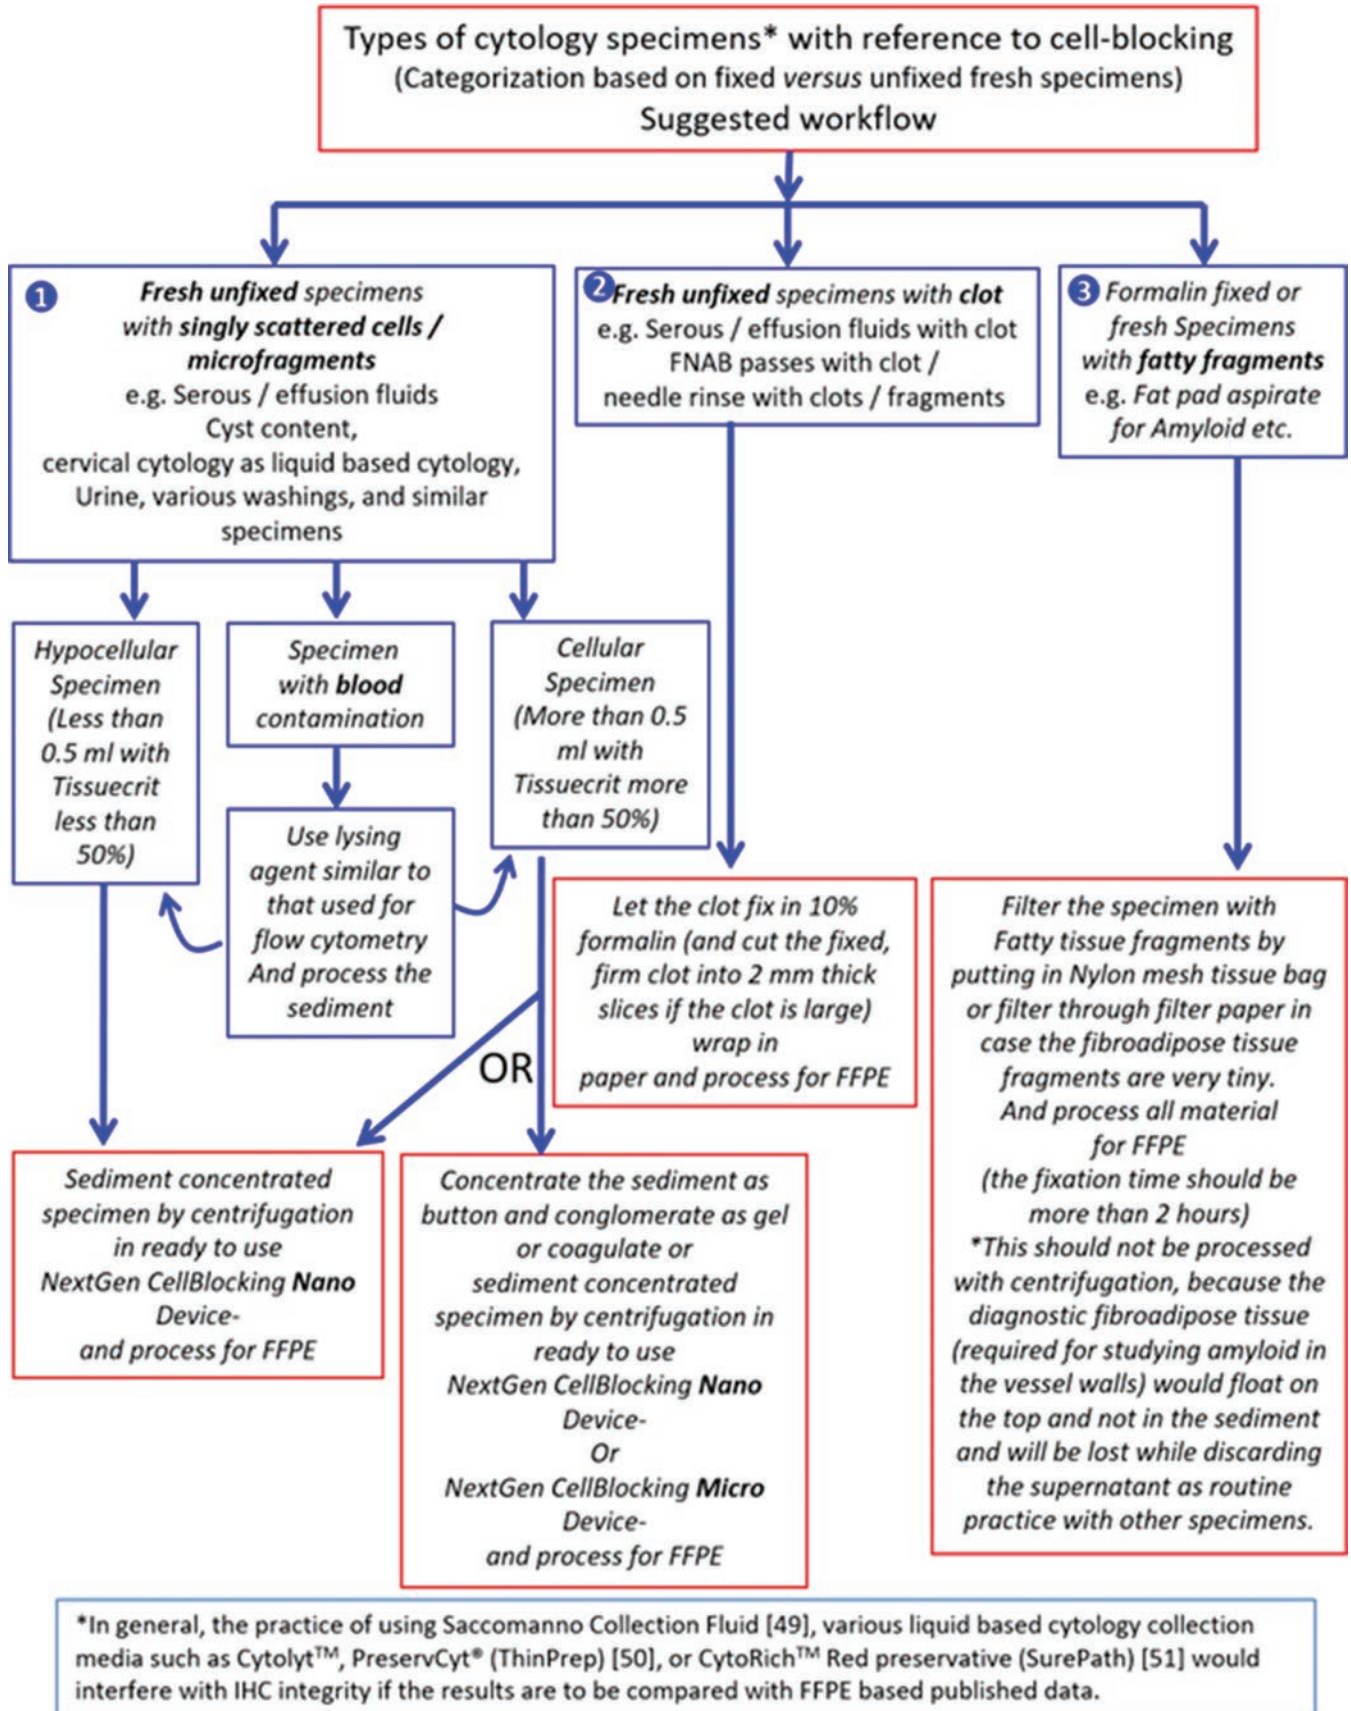 Types of cytology specimens* with reference to cell-blocking
(Categorization based on fixed versus unfixed fresh specimens)
Suggested workflow
1
Fresh unfixed specimens
with singly scattered cells /
microfragments
e.g. Serous / effusion fluids
Cyst content,
cervical cytology as liquid based cytology,
Urine, various washings, and similar
specimens
2
Fresh unfixed specimens with clot
e.g. Serous / effusion fluids with clot
FNAB passes with clot /
needle rinse with clots / fragments
3
Formalin fixed or
fresh Specimens
with fatty fragments
e.g. Fat pad aspirate
for Amyloid etc.
Hypocellular
Specimen
(Less than
0.5 ml with
Tissuecrit
less than
50%)
Specimen
with blood
contamination
Cellular
Specimen
(More than 0.5
ml with
Tissuecrit more
than 50%)
Use lysing
agent similar to
that used for
flow cytometry
And process the
sediment
OR
Let the clot fix in 10%
formalin (and cut the fixed,
firm clot into 2 mm thick
slices if the clot is large)
wrap in
paper and process for FFPE
Filter the specimen with
Fatty tissue fragments by
putting in Nylon mesh tissue bag
or filter through filter paper in
case the fibroadipose tissue
fragments are very tiny.
And process all material
for FFPE
(the fixation time should be
more than 2 hours)
*This should not be processed
with centrifugation, because the
diagnostic fibroadipose tissue
(required for studying amyloid in
the vessel walls) would float on
the top and not in the sediment
and will be lost while discarding
the supernatant as routine
practice with other specimens.
Sediment concentrated
specimen by centrifugation
in ready to use
NextGen CellBlocking Nano
Device-
and process for FFPE
Concentrate the sediment as
button and conglomerate as gel
or coagulate or
sediment concentrated
specimen by centrifugation in
ready to use
NextGen CellBlocking Nano
Device-
Or
NextGen CellBlocking Micro
Device-
and process for FFPE
*In general, the practice of using Saccomanno Collection Fluid [49], various liquid based cytology collection
media such as Cytolyt™, PreservCyt® (ThinPrep) [50], or CytoRich™ Red preservative (SurePath) [51] would
interfere with IHC integrity if the results are to be compared with FFPE based published data.